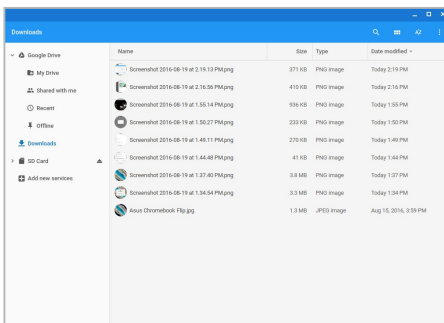 Downloads
Google Drive
My Drive
Shared with me
Recent
Offline
Downloads
SD Card
Add new services
Name Size Type Date modified
Screenshot 2016-08-19 at 2.19.13 PM.png 371 KB PNG image Today 2:19 PM
Screenshot 2016-08-19 at 2.16.56 PM.png 410 KB PNG image Today 2:16 PM
Screenshot 2016-08-19 at 1.55.14 PM.png 936 KB PNG image Today 1:55 PM
Screenshot 2016-08-19 at 1.50.27 PM.png 233 KB PNG image Today 1:50 PM
Screenshot 2016-08-19 at 1.49.11 PM.png 270 KB PNG image Today 1:49 PM
Screenshot 2016-08-19 at 1.44.48 PM.png 41 KB PNG image Today 1:44 PM
Screenshot 2016-08-19 at 1.37.40 PM.png 3.8 MB PNG image Today 1:37 PM
Screenshot 2016-08-19 at 1.34.54 PM.png 3.3 MB PNG image Today 1:34 PM
Asus Chromebook Flip.jpg 1.3 MB JPEG image Aug 15, 2016, 3:59 PM